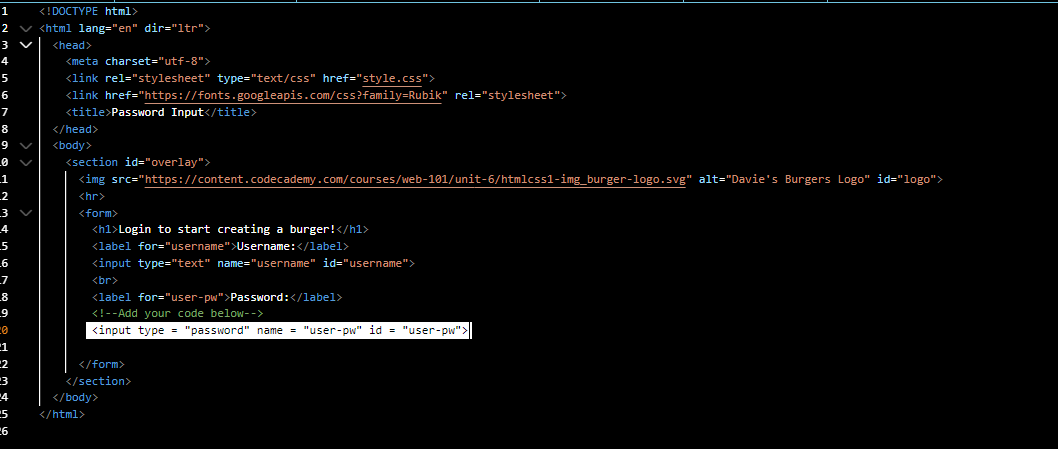 1 <!DOCTYPE html>
2 <html lang="en" dir="ltr">
3 <head>
4 <meta charset="utf-8">
5 <link rel="stylesheet" type="text/css" href="style.css">
6 <link href="https://fonts.googleapis.com/css?family=Rubik" rel="stylesheet">
7 <title>Password Input</title>
8 </head>
9 <body>
10 <section id="overlay">
11 <img src="https://content.codecademy.com/courses/web-101/unit-6/htmlcss1-img_burger-logo.svg" alt="Davie's Burgers Logo" id="logo">
12 <hr>
13 <form>
14 <h1>Login to start creating a burger!</h1>
15 <label for="username">Username:</label>
16 <input type="text" name="username" id="username">
17 <br>
18 <label for="user-pw">Password:</label>
19 <!--Add your code below-->
20 <input type = "password" name = "user-pw" id = "user-pw">
21
22 </form>
23 </section>
24 </body>
25 </html>
26